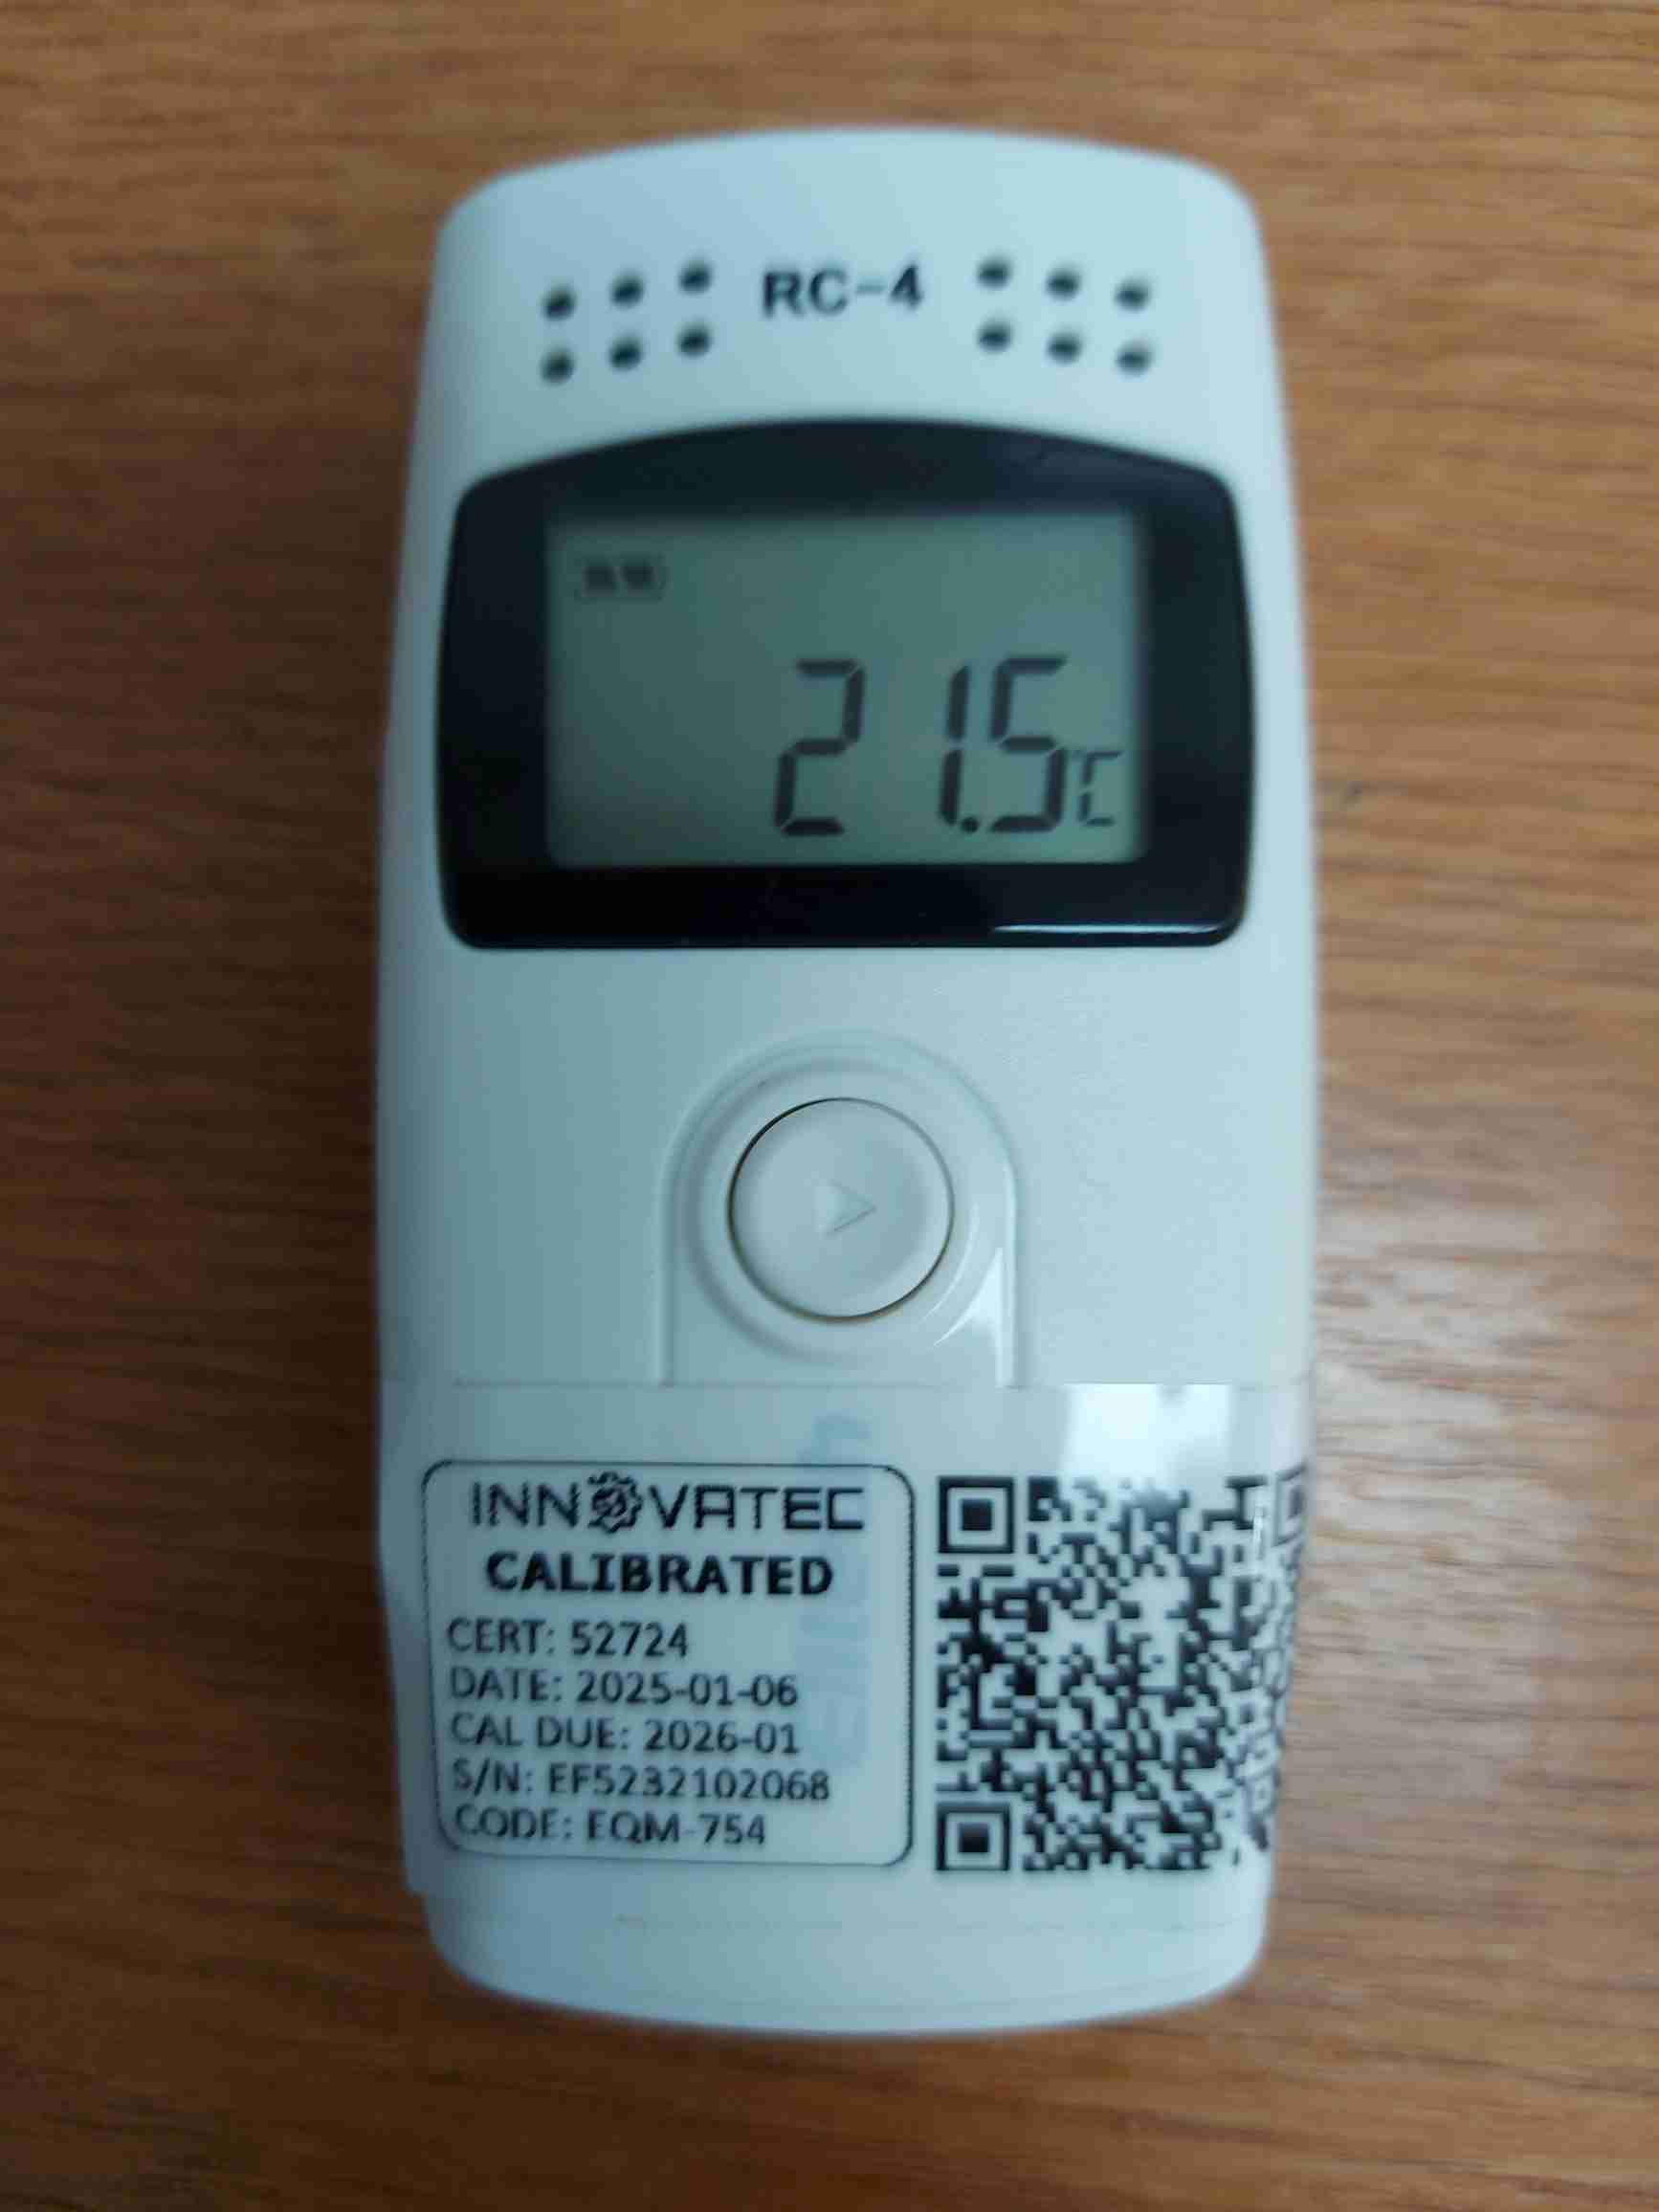 RC-4
21.5℃
INNOVATEC
CALIBRATED
CERT: 52724
DATE: 2025-01-06
CAL DUE: 2026-01
S/N: EF5232102068
CODE: EQM-754